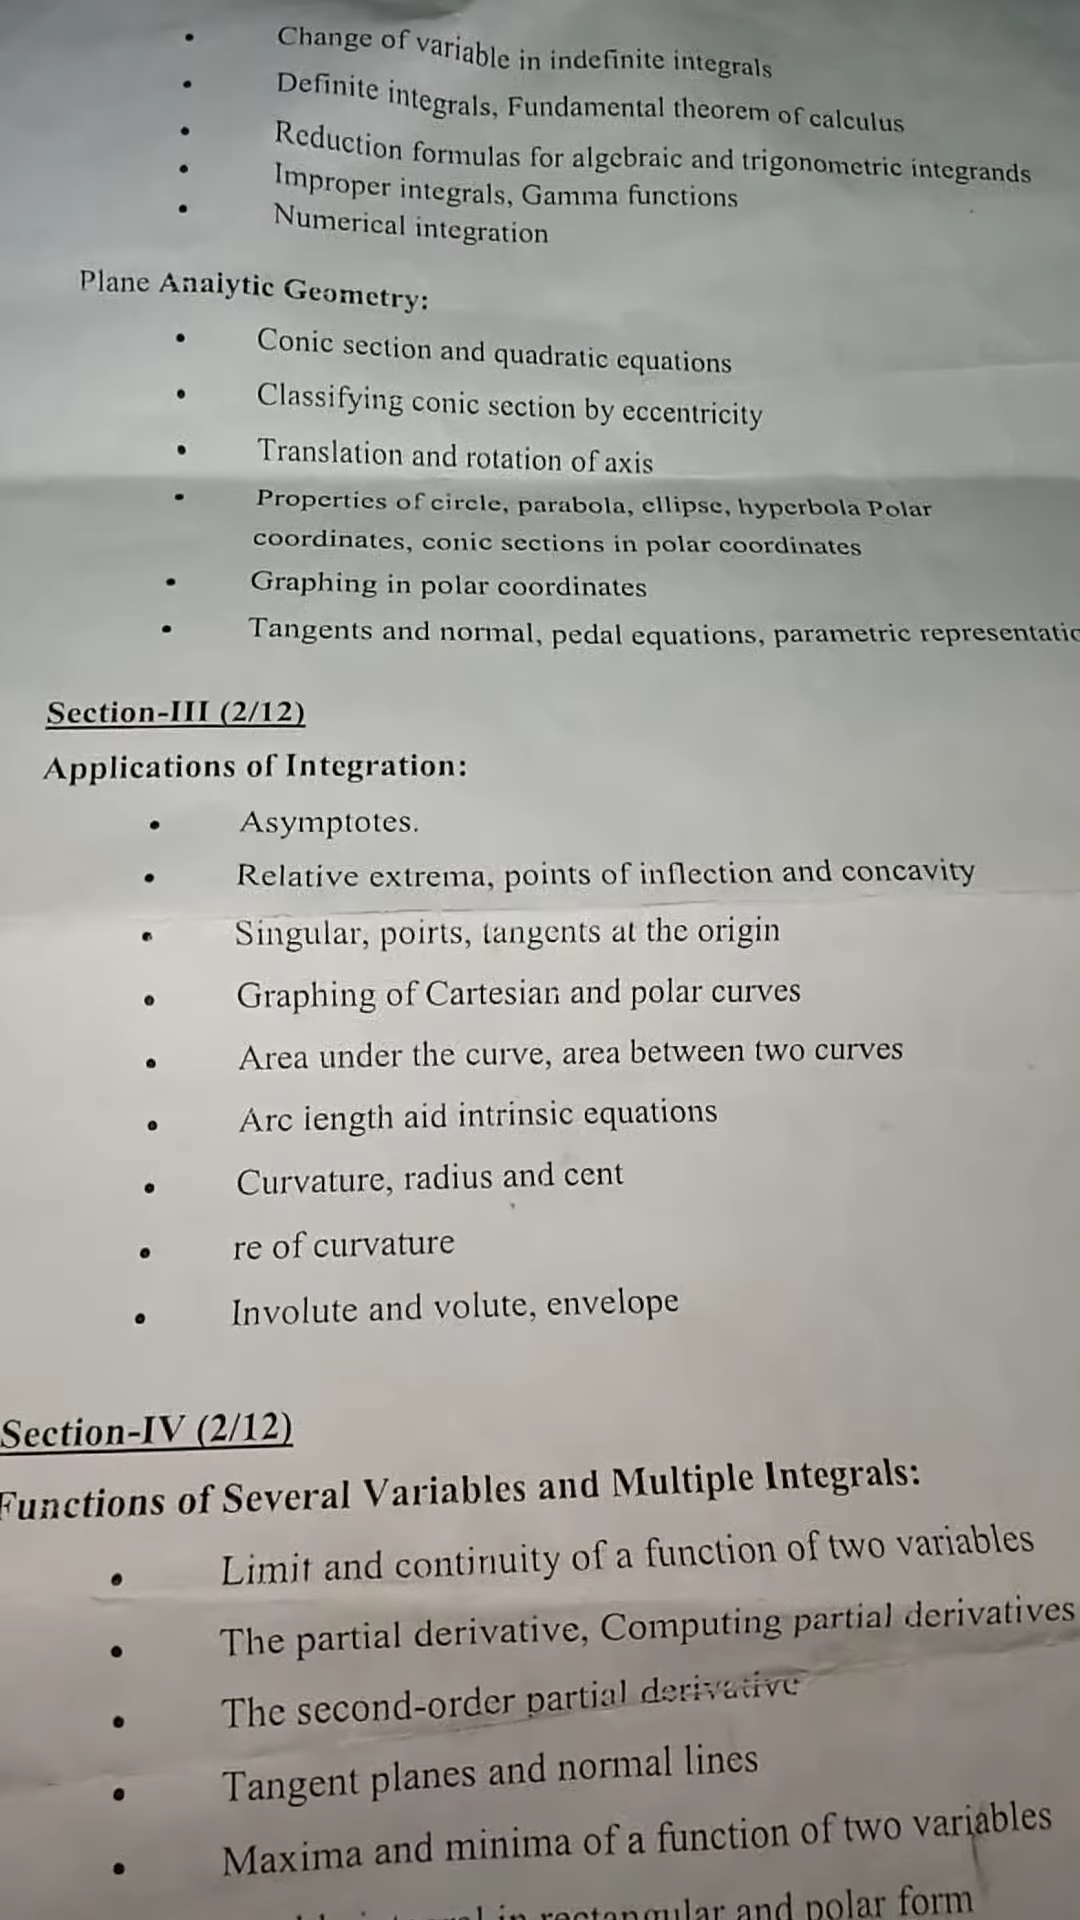 • Change of variable in indefinite integrals
• Definite integrals, Fundamental theorem of calculus
• Reduction formulas for algebraic and trigonometric integrands
• Improper integrals, Gamma functions
• Numerical integration
Plane Anaiytic Geometry:
• Conic section and quadratic equations
• Classifying conic section by eccentricity
• Translation and rotation of axis
• Properties of circle, parabola, ellipse, hyperbola Polar
coordinates, conic sections in polar coordinates
• Graphing in polar coordinates
• Tangents and normal, pedal equations, parametric representatio
Section-III (2/12)
Applications of Integration:
• Asymptotes.
• Relative extrema, points of inflection and concavity
• Singular, poirts, tangents at the origin
• Graphing of Cartesian and polar curves
• Area under the curve, area between two curves
• Arc iength aid intrinsic equations
• Curvature, radius and cent
• re of curvature
• Involute and volute, envelope
Section-IV (2/12)
Functions of Several Variables and Multiple Integrals:
• Limit and continuity of a function of two variables
• The partial derivative, Computing partial derivatives
• The second-order partial derivative
• Tangent planes and normal lines
• Maxima and minima of a function of two variables
in rectangular and polar form